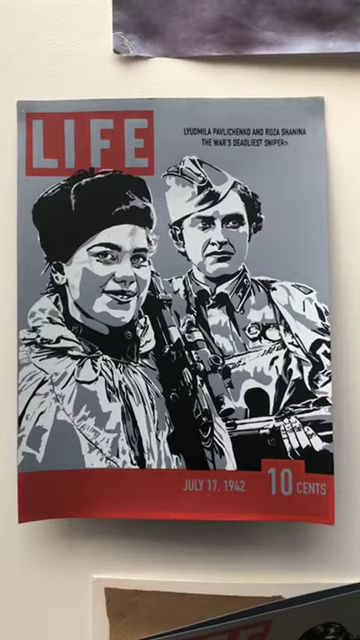 LIFE
LYUDMILA PAVLICHENKO AND ROZA SHANINA
THE WAR'S DEADLIEST SNIPERS
JULY 17, 1942
10 CENTS